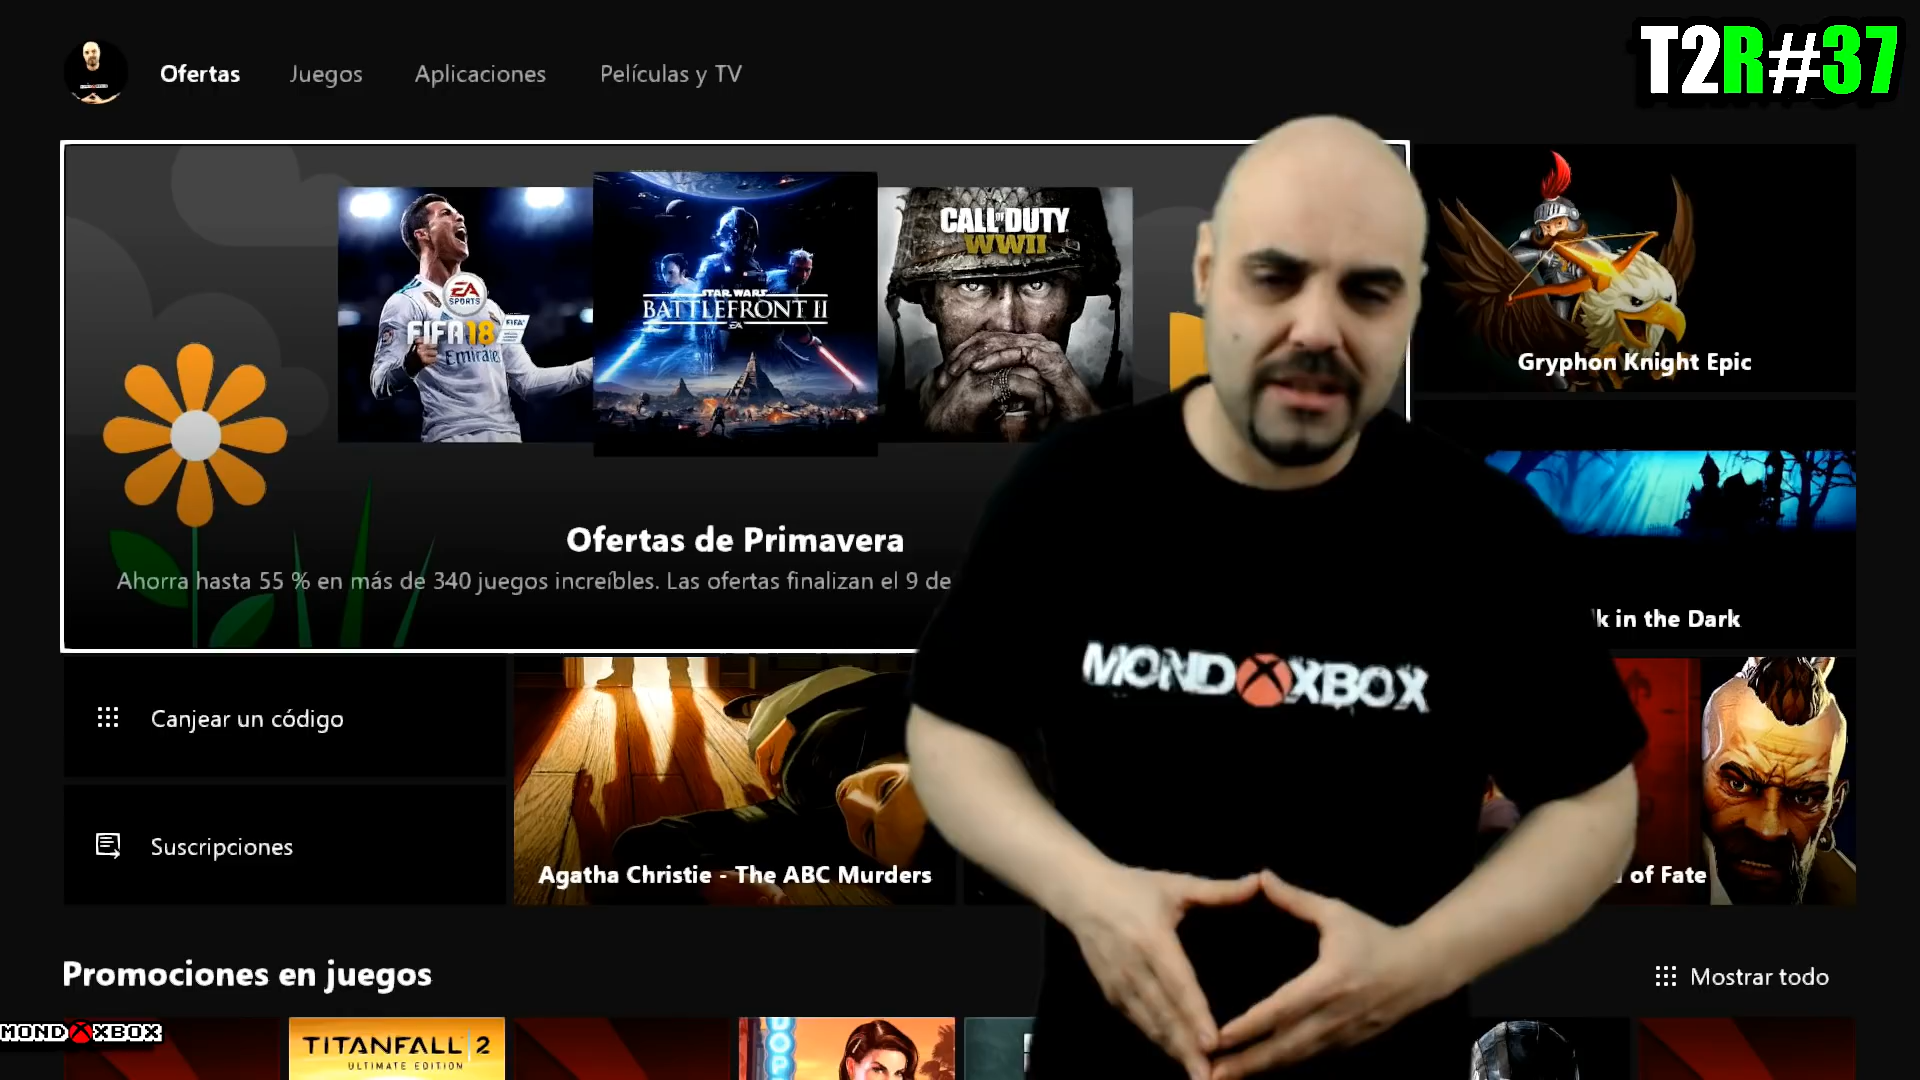 Ofertas
Juegos
Aplicaciones
Películas y TV
T2R#37
EA
SPORTS
FIFA 18
FIFA
Emirates
STAR WARS
BATTLEFRONT II
EA
CALL OF DUTY
WWII
Gryphon Knight Epic
Ofertas de Primavera
Ahorra hasta 55 % en más de 340 juegos increíbles. Las ofertas finalizan el 9 de
k in the Dark
MONDOXBOX
Canjear un código
Suscripciones
Agatha Christie - The ABC Murders
of Fate
Promociones en juegos
Mostrar todo
MONDOXBOX
TITANFALL 2
ULTIMATE EDITION